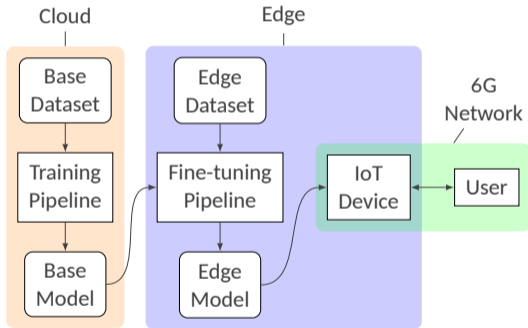 Cloud
Edge
Base
Dataset
Edge
Dataset
6G
Network
Training
Pipeline
Fine-tuning
Pipeline
IoT
Device
User
Base
Model
Edge
Model